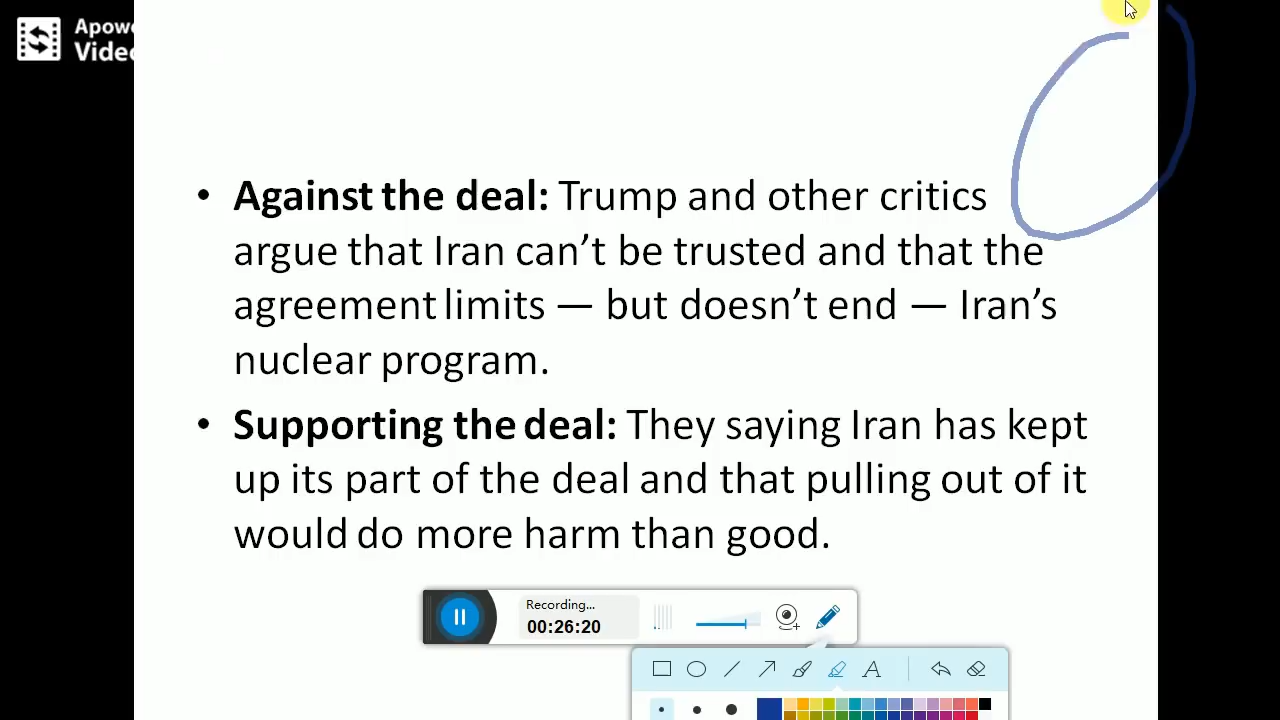 Apowe
Video
• Against the deal: Trump and other critics
argue that Iran can’t be trusted and that the
agreement limits — but doesn’t end — Iran’s
nuclear program.
• Supporting the deal: They saying Iran has kept
up its part of the deal and that pulling out of it
would do more harm than good.
Recording...
00:26:20
A